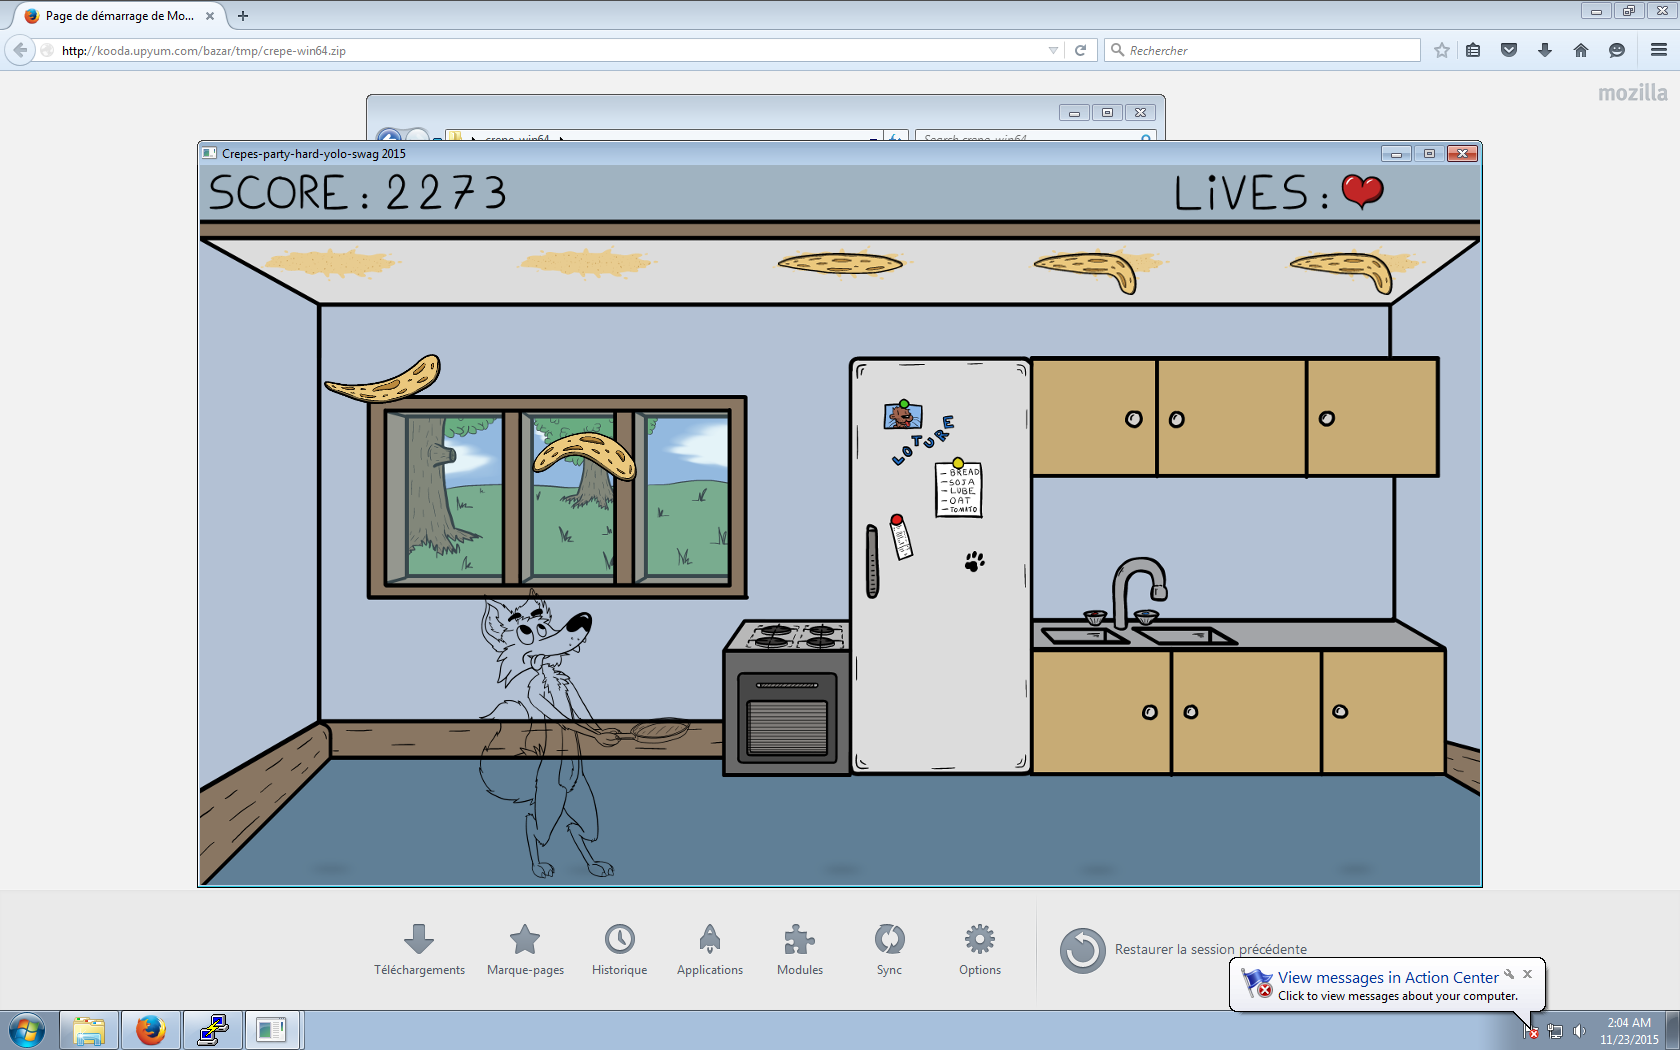 Page de démarrage de Mo...
http://kooda.upyum.com/bazar/tmp/crepe-win64.zip
Rechercher
mozilla
crepe-win64
Search crepe-win64
Crepes-party-hard-yolo-swag 2015
SCORE: 2273
LiVES:
LOTURE
- BREAD
- SOJA
- LUBE
- OAT
- TOMATO
Téléchargements
Marque-pages
Historique
Applications
Modules
Sync
Options
Restaurer la session précédente
View messages in Action Center
Click to view messages about your computer.
2:04 AM
11/23/2015